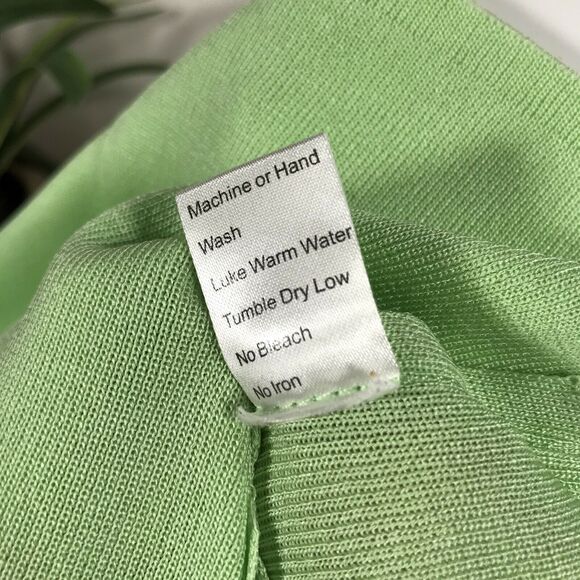 Machine or Hand
Wash
Luke Warm Water
Tumble Dry Low
No Bleach
No Iron